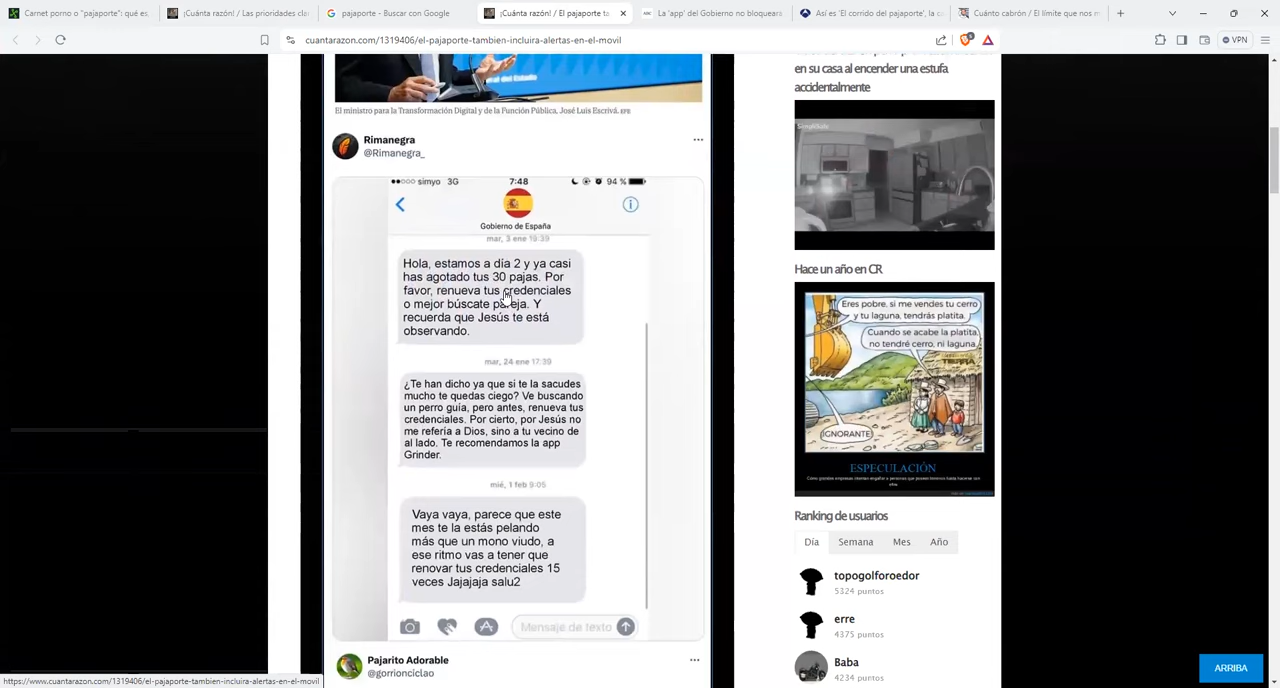 Carnet porno o "pajaporte": qué es,
¡Cuánta razón! / Las prioridades cla
pajaporte - Buscar con Google
¡Cuánta razón! / El pajaporte ta
La 'app' del Gobierno no bloqueará
Así es 'El corrido del pajaporte', la c
Cuánto cabrón / El límite que nos m
cuantarazon.com/1319406/el-pajaporte-tambien-incluira-alertas-en-el-movil
VPN
en su casa al encender una estufa
accidentalmente
eral del Estado
El ministro para la Transformación Digital y de la Función Pública, José Luis Escrivá. EFE
Rimanegra
@Rimanegra_
simyo 3G
7:48
94 %
Gobierno de España
mar, 3 ene 19:39
Hola, estamos a día 2 y ya casi
has agotado tus 30 pajas. Por
favor, renueva tus credenciales
o mejor búscate pareja. Y
recuerda que Jesús te está
observando.
mar, 24 ene 17:39
¿Te han dicho ya que si te la sacudes
mucho te quedas ciego? Ve buscando
un perro guía, pero antes, renueva tus
credenciales. Por cierto, por Jesús no
me refería a Dios, sino a tu vecino de
al lado. Te recomendamos la app
Grinder.
mié, 1 feb 9:05
Vaya vaya, parece que este
mes te la estás pelando
más que un mono viudo, a
ese ritmo vas a tener que
renovar tus credenciales 15
veces Jajajaja salu2
Mensaje de texto
Pajarito Adorable
@gorrionciclao
SimpliSafe
Hace un año en CR
Eres pobre, si me vendes tu cerro
y tu laguna, tendrás platita.
Cuando se acabe la platita,
no tendré cerro, ni laguna.
TIERRA
¡IGNORANTE!
ESPECULACIÓN
Ranking de usuarios
Día
Semana
Mes
Año
topogolforoedor
5324 puntos
erre
4375 puntos
Baba
4234 puntos
ARRIBA
https://www.cuantarazon.com/1319406/el-pajaporte-tambien-incluira-alertas-en-el-movil